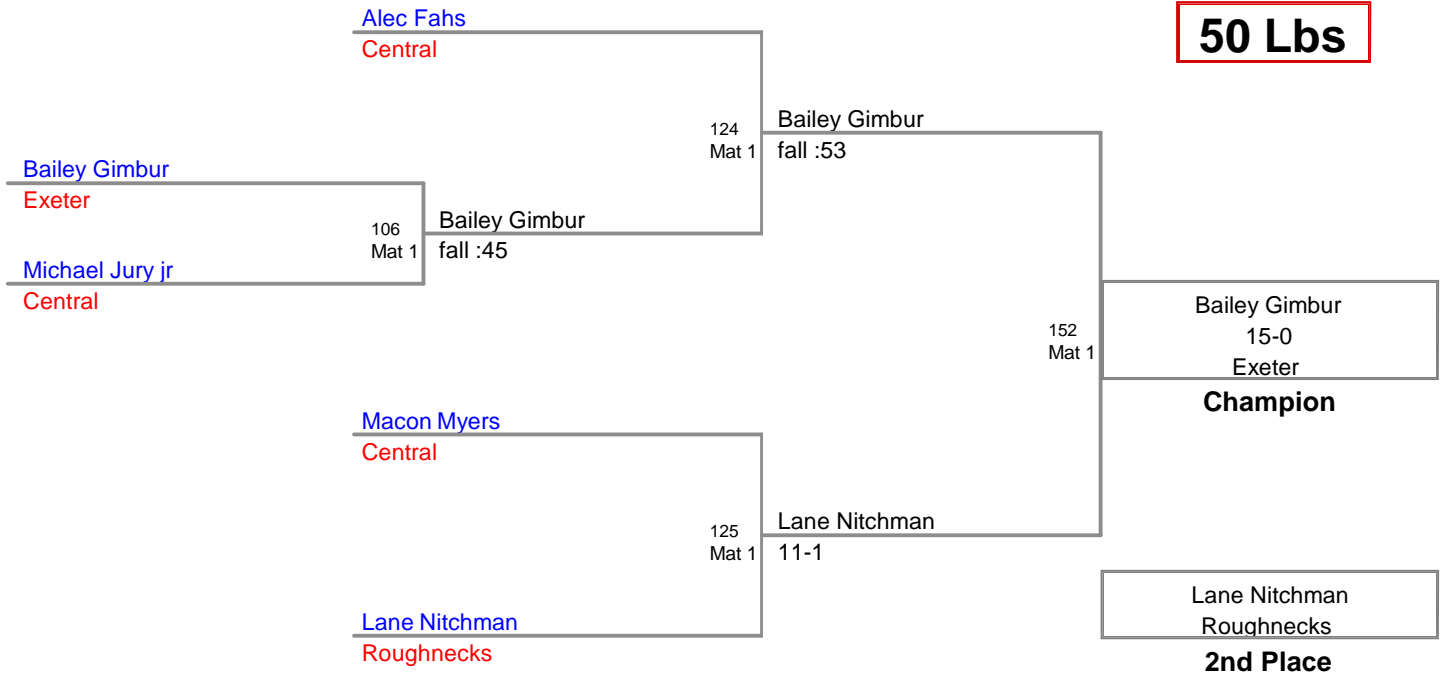 Alec Fahs
Central
50 Lbs
124
Mat 1
Bailey Gimbur
fall :53
Bailey Gimbur
Exeter
106
Mat 1
Bailey Gimbur
fall :45
Michael Jury jr
Central
152
Mat 1
Bailey Gimbur
15-0
Exeter
Champion
Macon Myers
Central
125
Mat 1
Lane Nitchman
11-1
Lane Nitchman
Roughnecks
Lane Nitchman
Roughnecks
2nd Place